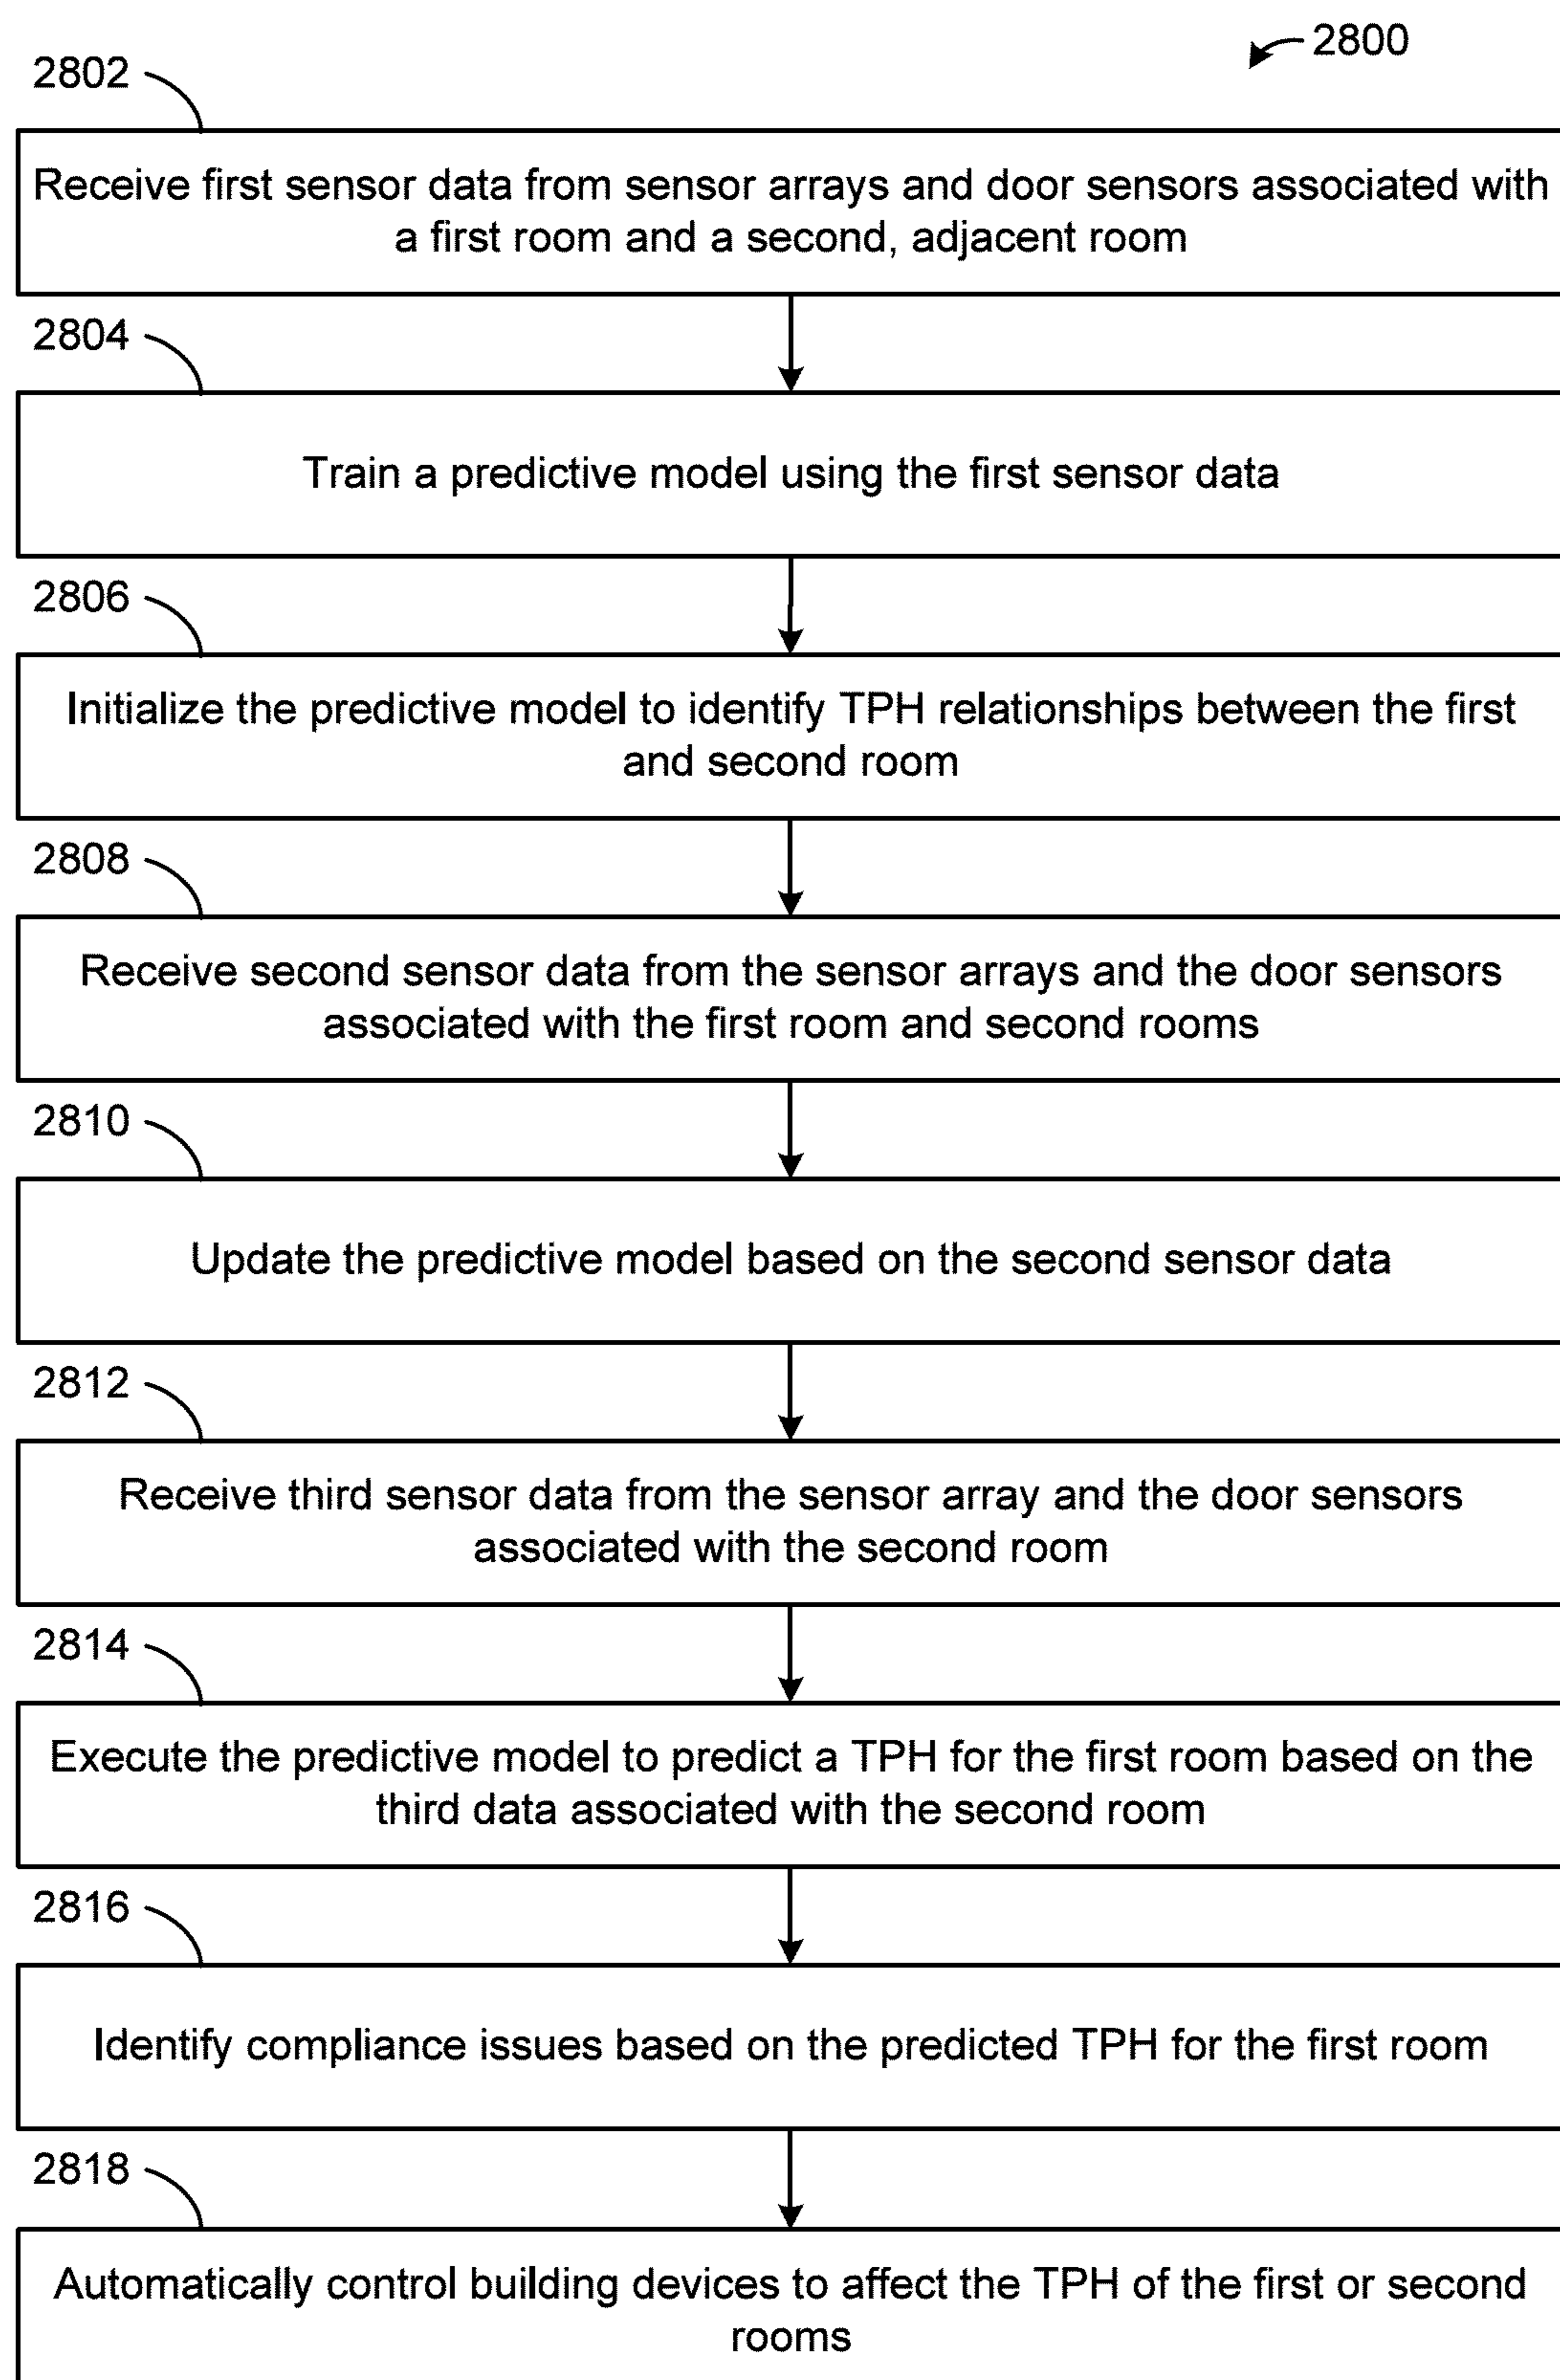 2800
2802
Receive first sensor data from sensor arrays and door sensors associated with
a first room and a second, adjacent room
2804
Train a predictive model using the first sensor data
2806
Initialize the predictive model to identify TPH relationships between the first
and second room
2808
Receive second sensor data from the sensor arrays and the door sensors
associated with the first room and second rooms
2810
Update the predictive model based on the second sensor data
2812
Receive third sensor data from the sensor array and the door sensors
associated with the second room
2814
Execute the predictive model to predict a TPH for the first room based on the
third data associated with the second room
2816
Identify compliance issues based on the predicted TPH for the first room
2818
Automatically control building devices to affect the TPH of the first or second
rooms